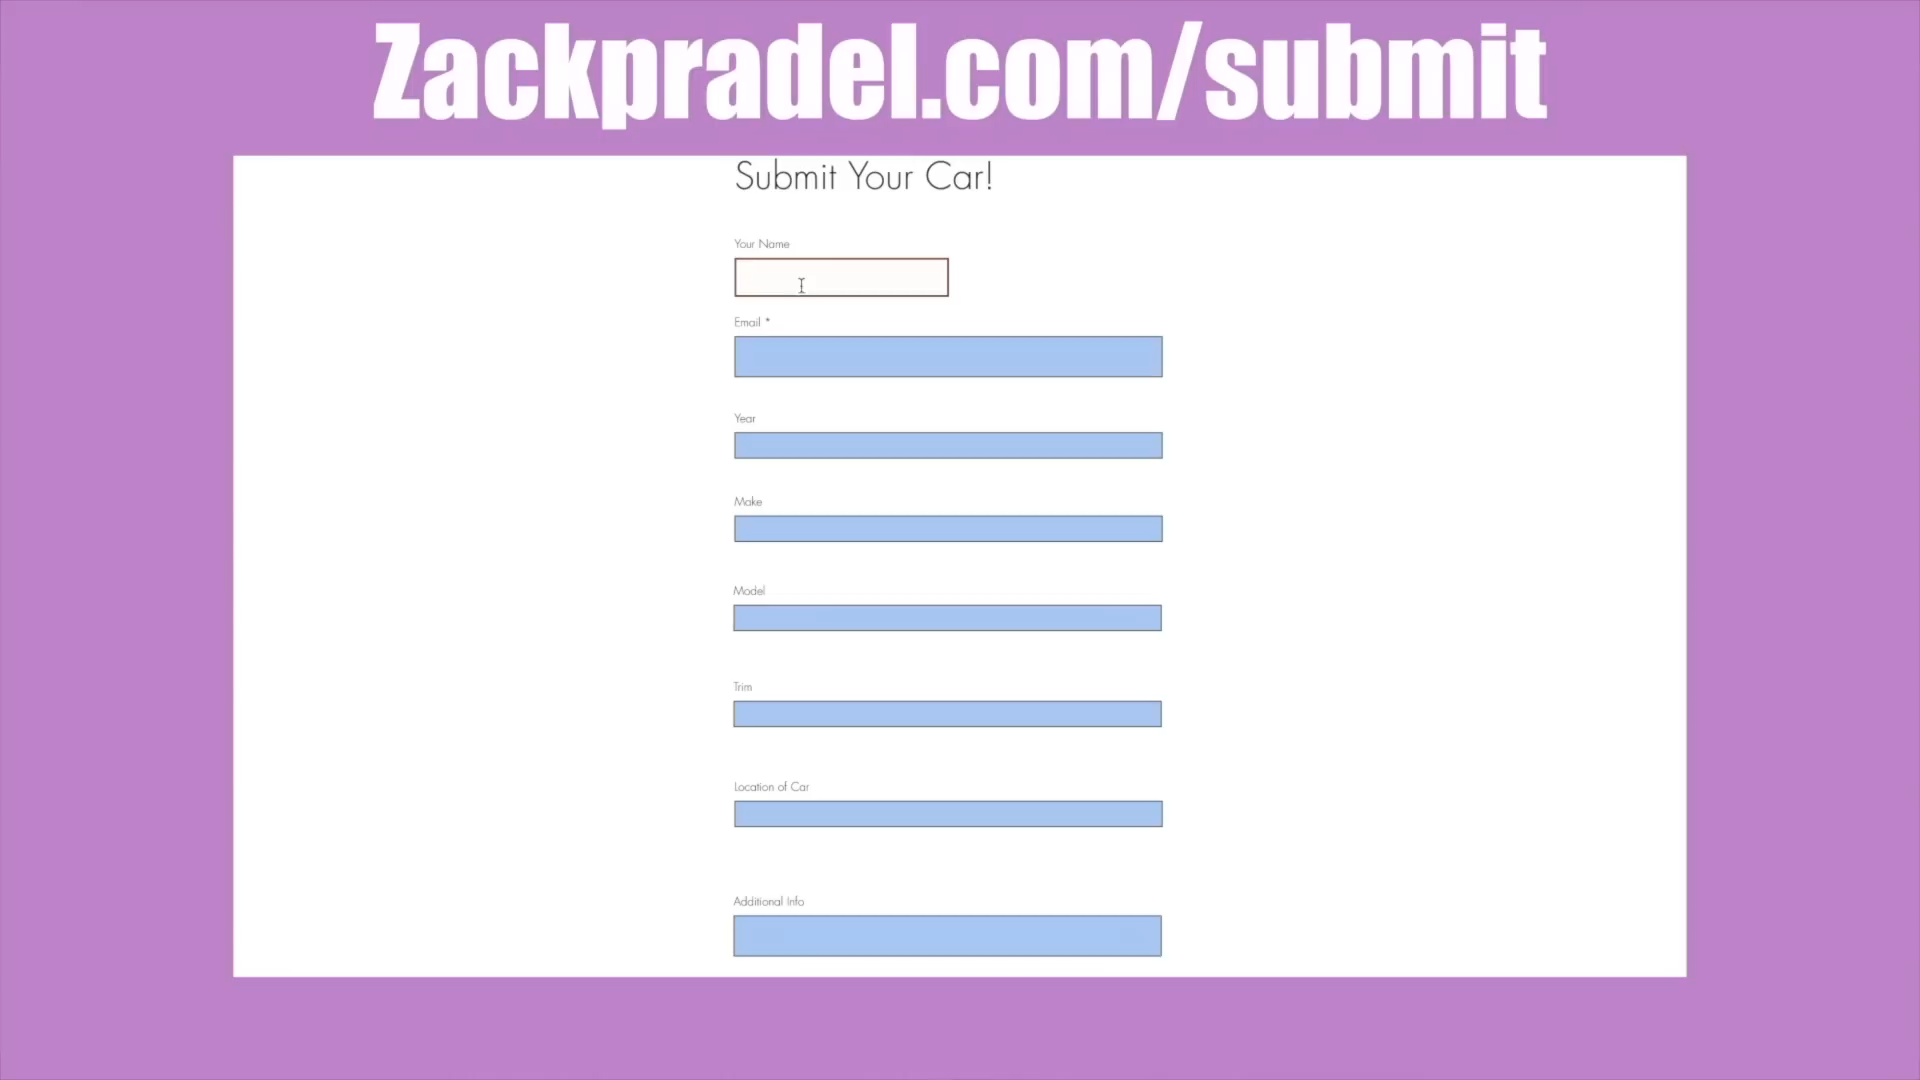 Zackpradel.com/submit
Submit Your Car!
Your Name
Email *
Year
Make
Model
Trim
Location of Car
Additional Info